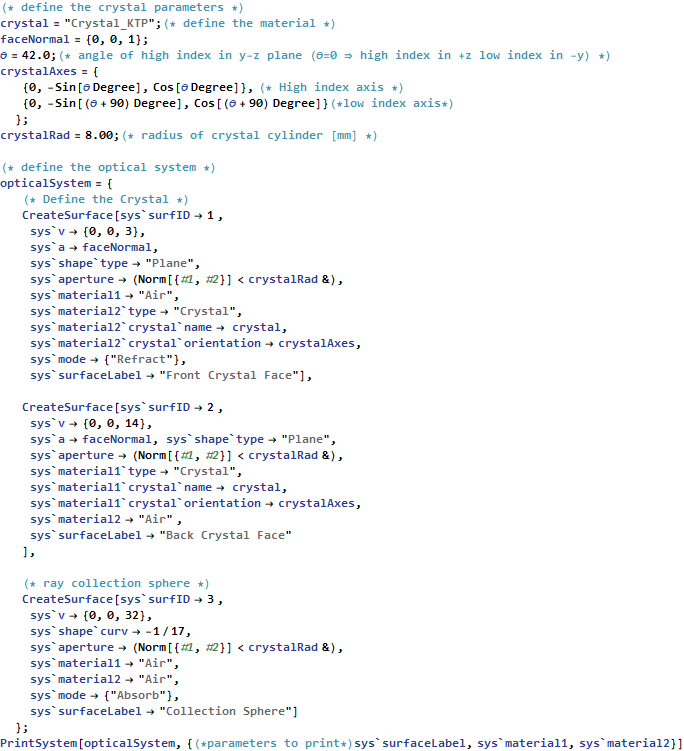 (* define the crystal parameters *)
crystal = "Crystal_KTP"; (* define the material *)
faceNormal = {0, 0, 1};
θ = 42.0; (* angle of high index in y-z plane (θ=0 ⇒ high index in +z low index in -y) *)
crystalAxes = {
{0, -Sin[θ Degree], Cos[θ Degree]}, (* High index axis *)
{0, -Sin[(θ + 90) Degree], Cos[(θ + 90) Degree]} (*low index axis*)
};
crystalRad = 8.00; (* radius of crystal cylinder [mm] *)
(* define the optical system *)
opticalSystem = {
(* Define the Crystal *)
CreateSurface[sys`surfID → 1 ,
sys`v → {0, 0, 3},
sys`a → faceNormal,
sys`shape`type → "Plane",
sys`aperture → (Norm[{#1, #2}] < crystalRad &),
sys`material1 → "Air",
sys`material2`type → "Crystal",
sys`material2`crystal`name → crystal,
sys`material2`crystal`orientation → crystalAxes,
sys`mode → {"Refract"},
sys`surfaceLabel → "Front Crystal Face"],
CreateSurface[sys`surfID → 2 ,
sys`v → {0, 0, 14},
sys`a → faceNormal, sys`shape`type → "Plane",
sys`aperture → (Norm[{#1, #2}] < crystalRad &),
sys`material1`type → "Crystal",
sys`material1`crystal`name → crystal,
sys`material1`crystal`orientation → crystalAxes,
sys`material2 → "Air" ,
sys`surfaceLabel → "Back Crystal Face"
],
(* ray collection sphere *)
CreateSurface[sys`surfID → 3 ,
sys`v → {0, 0, 32},
sys`shape`curv → -1/17,
sys`aperture → (Norm[{#1, #2}] < crystalRad &),
sys`material1 → "Air",
sys`material2 → "Air",
sys`mode → {"Absorb"},
sys`surfaceLabel → "Collection Sphere"]
};
PrintSystem[opticalSystem, {(*parameters to print*)sys`surfaceLabel, sys`material1, sys`material2}]